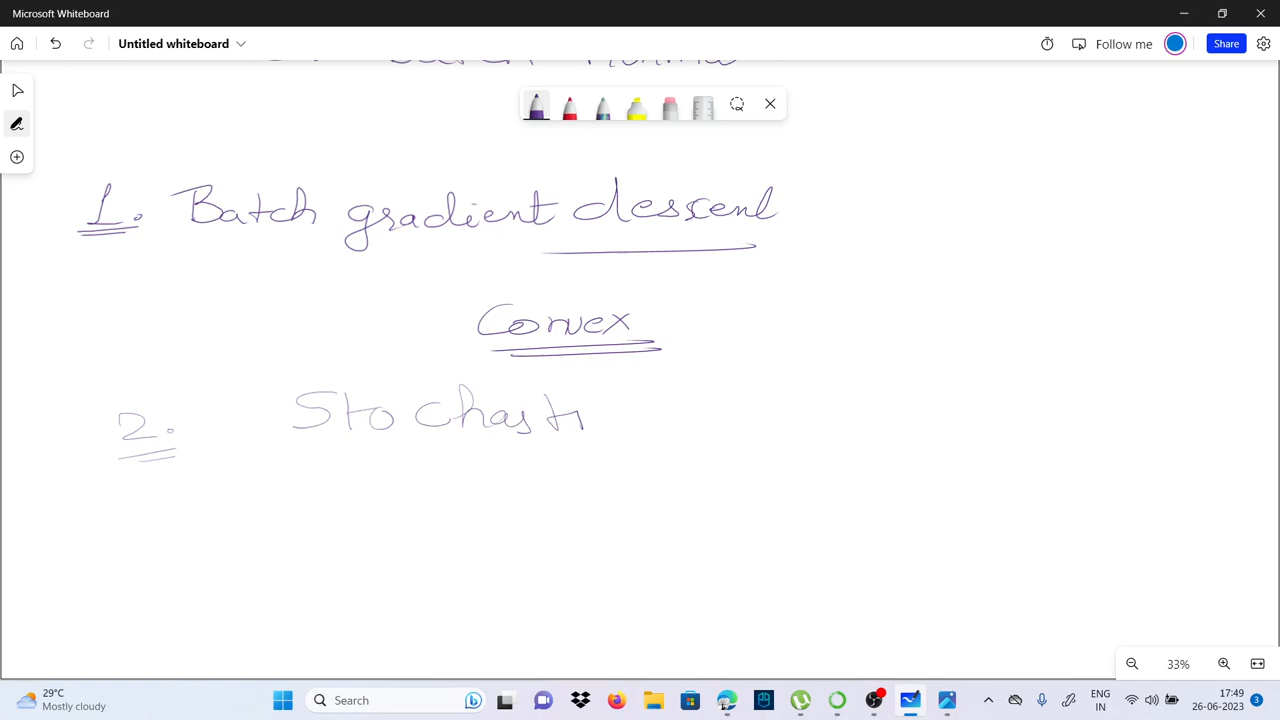 Microsoft Whiteboard
Untitled whiteboard
Follow me
Share
1. Batch gradient descent
Convex
2. Stochasti
33%
29°C
Mostly cloudy
Search
ENG
IN
17:49
26-06-2023
3